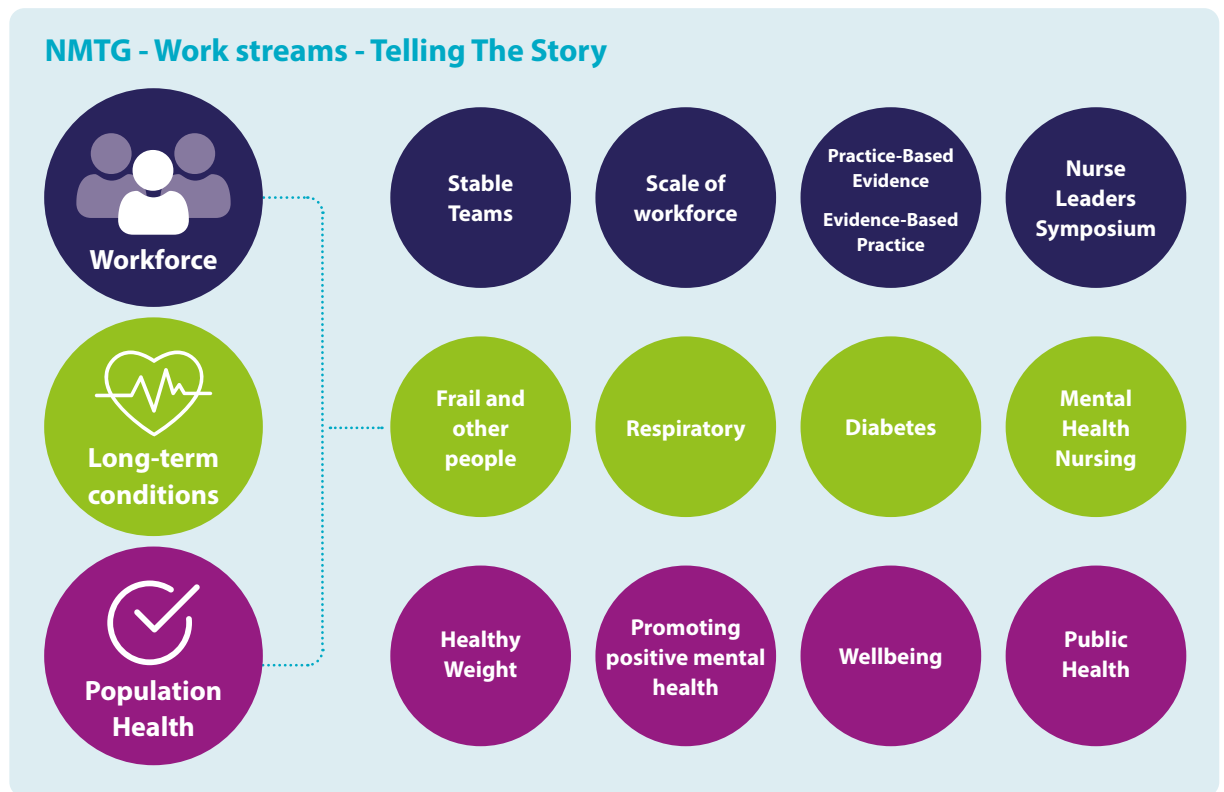 NMTG - Work streams - Telling The Story
Workforce
Stable
Teams
Scale of
workforce
Practice-Based
Evidence
Evidence-Based
Practice
Nurse
Leaders
Symposium
Long-term
conditions
Frail and
other
people
Respiratory
Diabetes
Mental
Health
Nursing
Population
Health
Healthy
Weight
Promoting
positive mental
health
Wellbeing
Public
Health